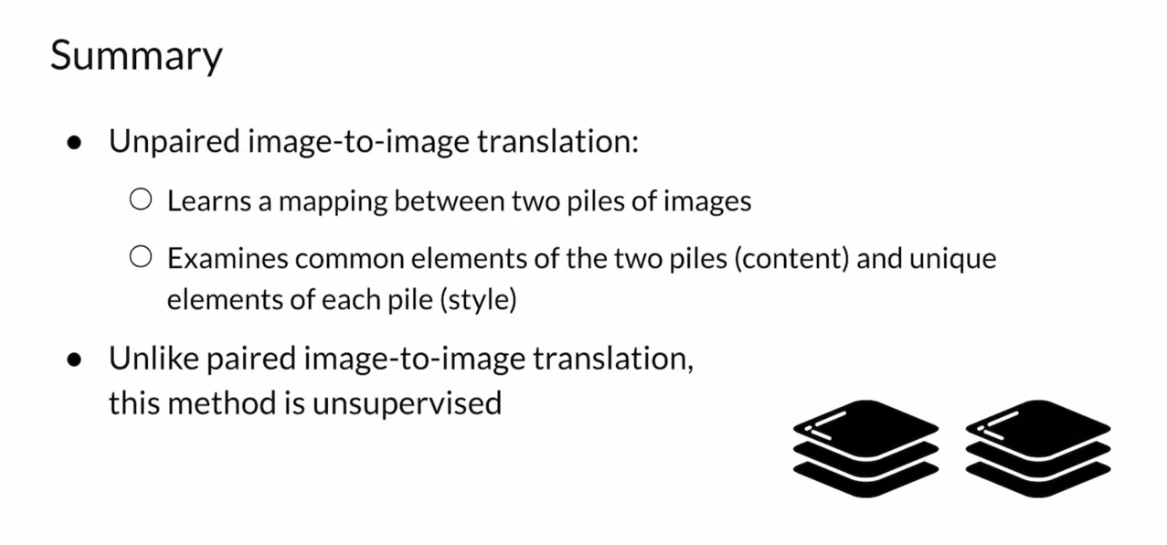 Summary
● Unpaired image-to-image translation:
○ Learns a mapping between two piles of images
○ Examines common elements of the two piles (content) and unique
elements of each pile (style)
● Unlike paired image-to-image translation,
this method is unsupervised